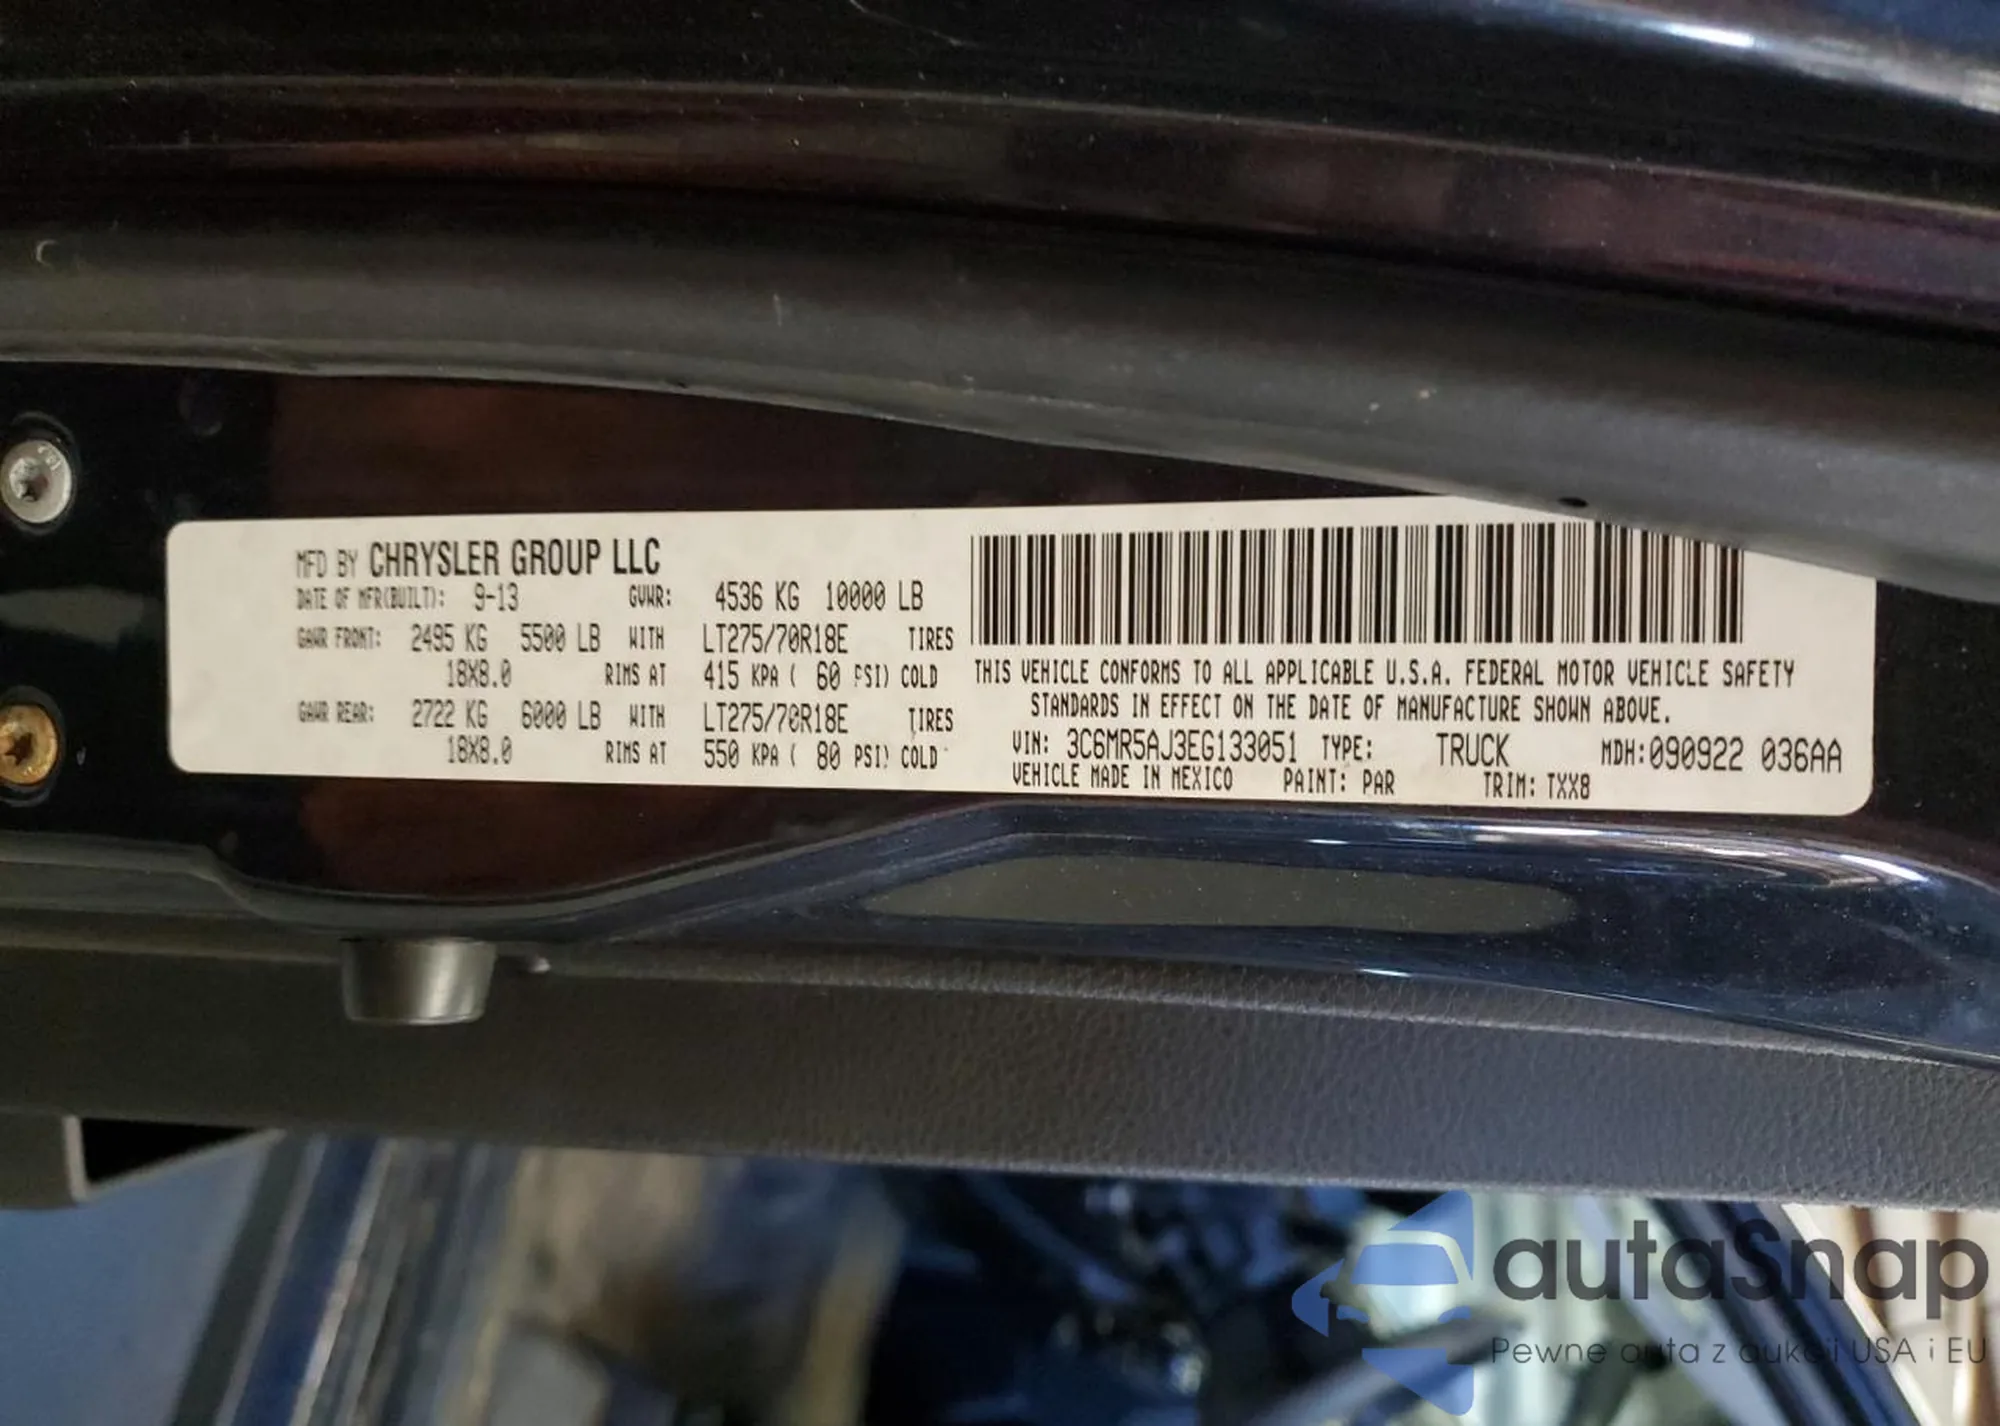 MFD BY CHRYSLER GROUP LLC
DATE OF MFR(BUILT): 9-13 GVWR: 4536 KG 10000 LB
GAWR FRONT: 2495 KG 5500 LB WITH LT275/70R18E TIRES
18X8.0 RIMS AT 415 KPA ( 60 PSI) COLD
GAWR REAR: 2722 KG 6000 LB WITH LT275/70R18E TIRES
18X8.0 RIMS AT 550 KPA ( 80 PSI) COLD
THIS VEHICLE CONFORMS TO ALL APPLICABLE U.S.A. FEDERAL MOTOR VEHICLE SAFETY
STANDARDS IN EFFECT ON THE DATE OF MANUFACTURE SHOWN ABOVE.
VIN: 3C6MR5AJ3EG133051 TYPE: TRUCK MDH:090922 036AA
VEHICLE MADE IN MEXICO PAINT: PAR TRIM: TXX8
autaSnap
Pewne auta z aukcji USA i EU